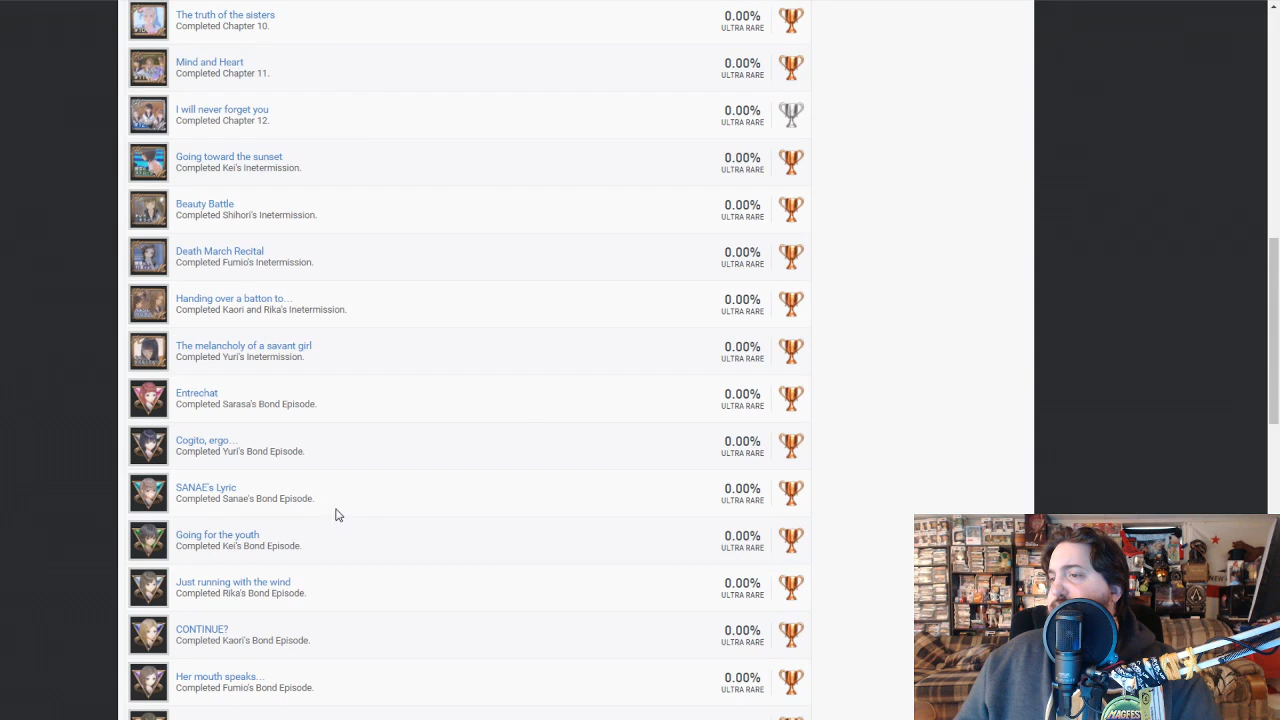 The truth of the sisters
Completed Chapter 10.
0.00%
ULTRA RARE
Mind and Heart
Completed Chapter 11.
0.00%
ULTRA RARE
I will never forget you
Completed Chapter 12.
0.00%
ULTRA RARE
Going toward the sunset
Completed Kei's Inetermission.
0.00%
ULTRA RARE
Beauty Battle
Completed Shihori's Inetermission.
0.00%
ULTRA RARE
Death March Recital
Completed Fumio's Inetermission.
0.00%
ULTRA RARE
Handing over a batton to…
Completed Kaori and Rika's Inetermission.
0.00%
ULTRA RARE
The melancholy of a savant girl
Completed Yuri's Inetermission.
0.00%
ULTRA RARE
Entrechat
Completed Sarasa's Bond Episode.
0.00%
ULTRA RARE
Cogito, ergo…
Completed Yuri's Bond Episode.
0.00%
ULTRA RARE
SANAE's Lyric
Completed Sanae's Bond Episode.
0.00%
ULTRA RARE
Going for the youth
Completed Kei's Bond Episode.
0.00%
ULTRA RARE
Just running with the wind
Completed Rika's Bond Episode.
0.00%
ULTRA RARE
CONTINUE?
Completed Kaori's Bond Episode.
0.00%
ULTRA RARE
Her mouth speaks…
Completed Fumio's Bond Episode.
0.00%
ULTRA RARE
NEW